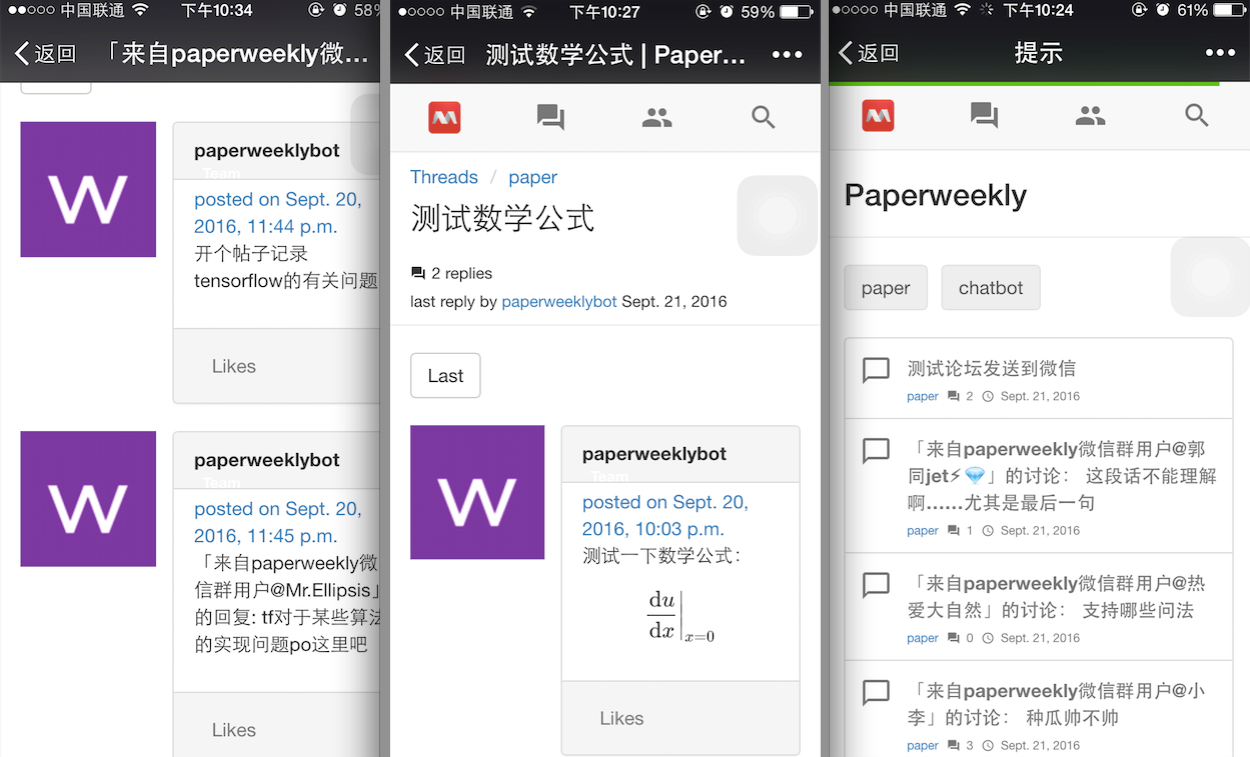 中国联通 下午10:34 58%
返回 「来自paperweekly微...
paperweeklybot
Team
posted on Sept. 20,
2016, 11:44 p.m.
开个帖子记录
tensorflow的有关问题
Likes
W
paperweeklybot
Team
posted on Sept. 20,
2016, 11:45 p.m.
「来自paperweekly微
信群用户@Mr.Ellipsis」
的回复: tf对于某些算法
的实现问题po这里吧
Likes
W
中国联通 下午10:27 59%
返回 测试数学公式 | Paper... •••
Threads / paper
测试数学公式
2 replies
last reply by paperweeklybot Sept. 21, 2016
Last
W
paperweeklybot
Team
posted on Sept. 20,
2016, 10:03 p.m.
测试一下数学公式：
du
dx
x=0
Likes
中国联通 下午10:24 61%
返回 提示 •••
Paperweekly
paper chatbot
测试论坛发送到微信
paper 2 Sept. 21, 2016
「来自paperweekly微信群用户@郭
同jet⚡💎」的讨论： 这段话不能理解
啊......尤其是最后一句
paper 1 Sept. 21, 2016
「来自paperweekly微信群用户@热
爱大自然」的讨论： 支持哪些问法
paper 0 Sept. 21, 2016
「来自paperweekly微信群用户@小
李」的讨论： 种瓜帅不帅
paper 3 Sept. 21, 2016